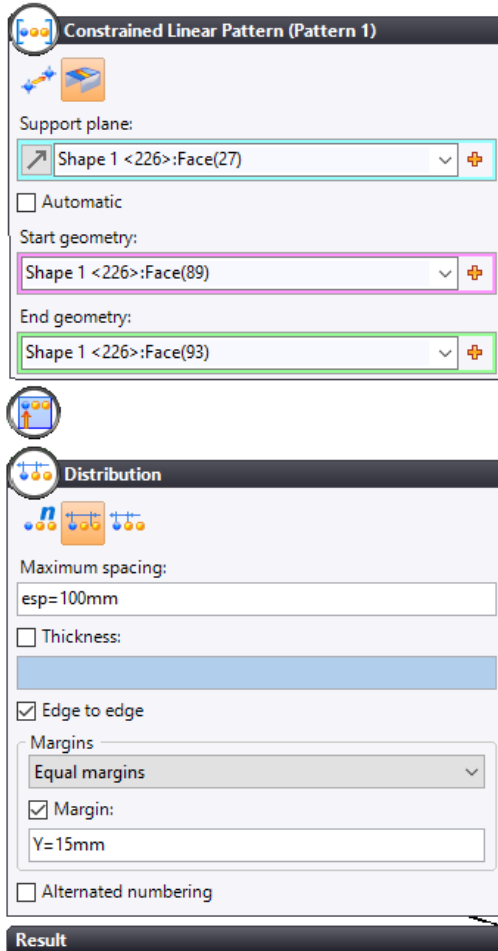 Constrained Linear Pattern (Pattern 1)
Support plane:
Shape 1 <226>:Face(27)
Automatic
Start geometry:
Shape 1 <226>:Face(89)
End geometry:
Shape 1 <226>:Face(93)
Distribution
n
Maximum spacing:
esp=100mm
Thickness:
Edge to edge
Margins
Equal margins
Margin:
Y=15mm
Alternated numbering
Result